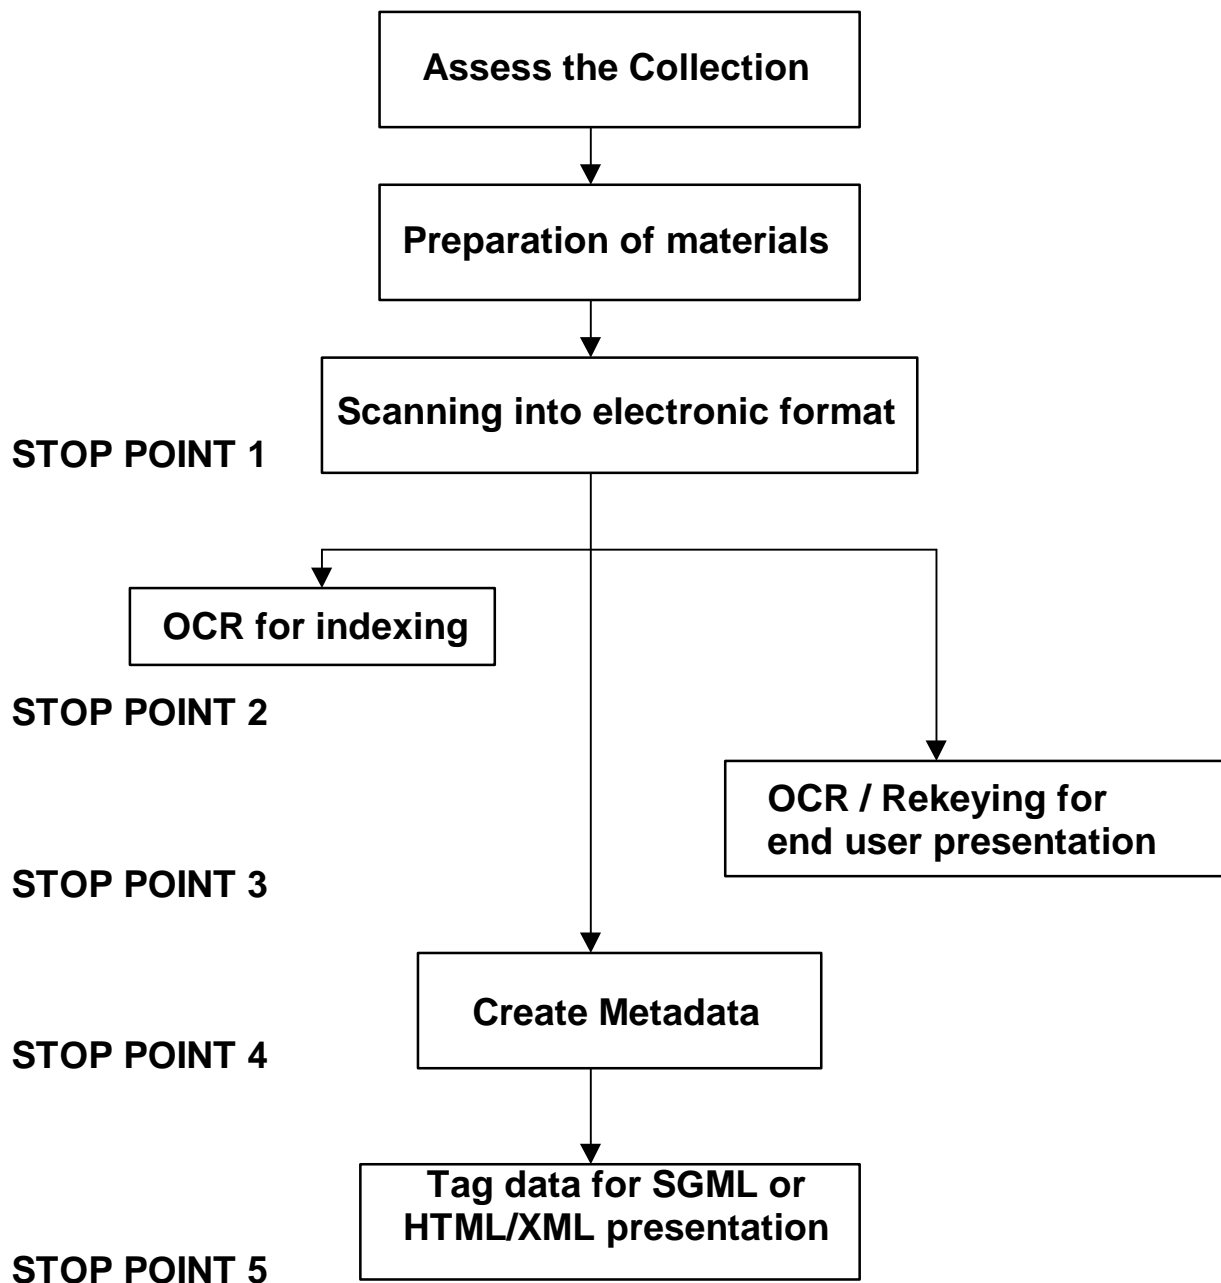 Assess the Collection
Preparation of materials
Scanning into electronic format
STOP POINT 1
OCR for indexing
STOP POINT 2
OCR / Rekeying for
end user presentation
STOP POINT 3
Create Metadata
STOP POINT 4
Tag data for SGML or
HTML/XML presentation
STOP POINT 5